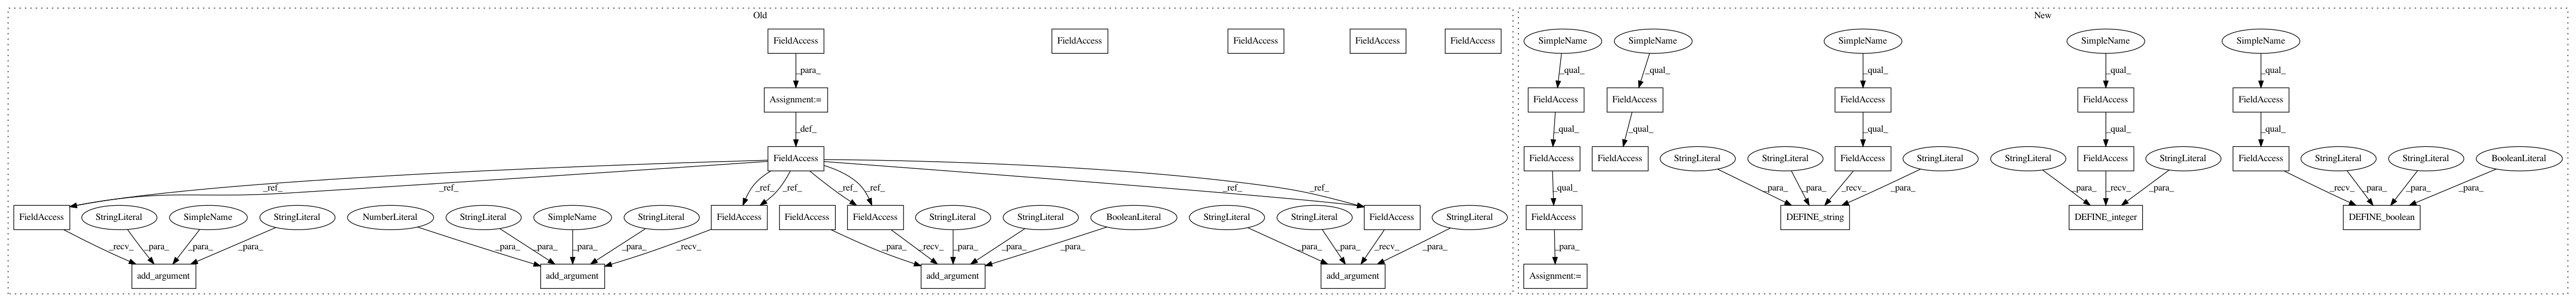 Old
New
FieldAccess
FieldAccess
FieldAccess
FieldAccess
FieldAccess
SimpleName
SimpleName
SimpleName
SimpleName
SimpleName
_para_
_qual_
_qual_
_qual_
_qual_
_qual_
Assignment:=
FieldAccess
FieldAccess
FieldAccess
FieldAccess
FieldAccess
_def_
_qual_
_qual_
_qual_
_qual_
_qual_
FieldAccess
FieldAccess
FieldAccess
StringLiteral
StringLiteral
FieldAccess
StringLiteral
StringLiteral
FieldAccess
StringLiteral
FieldAccess
StringLiteral
StringLiteral
BooleanLiteral
_ref_
_ref_
_ref_
_ref_
_ref_
_ref_
_ref_
_ref_
_qual_
_para_
_para_
_recv_
_para_
_para_
_recv_
_para_
_recv_
_para_
_para_
_para_
FieldAccess
StringLiteral
SimpleName
StringLiteral
NumberLiteral
StringLiteral
SimpleName
StringLiteral
FieldAccess
FieldAccess
FieldAccess
StringLiteral
StringLiteral
BooleanLiteral
StringLiteral
StringLiteral
FieldAccess
StringLiteral
FieldAccess
DEFINE_string
DEFINE_integer
DEFINE_boolean
_recv_
_para_
_para_
_para_
_para_
_para_
_para_
_para_
_recv_
_para_
_recv_
_para_
_para_
_para_
_para_
_para_
_recv_
_para_
_para_
add_argument
add_argument
add_argument
add_argument
Assignment:=